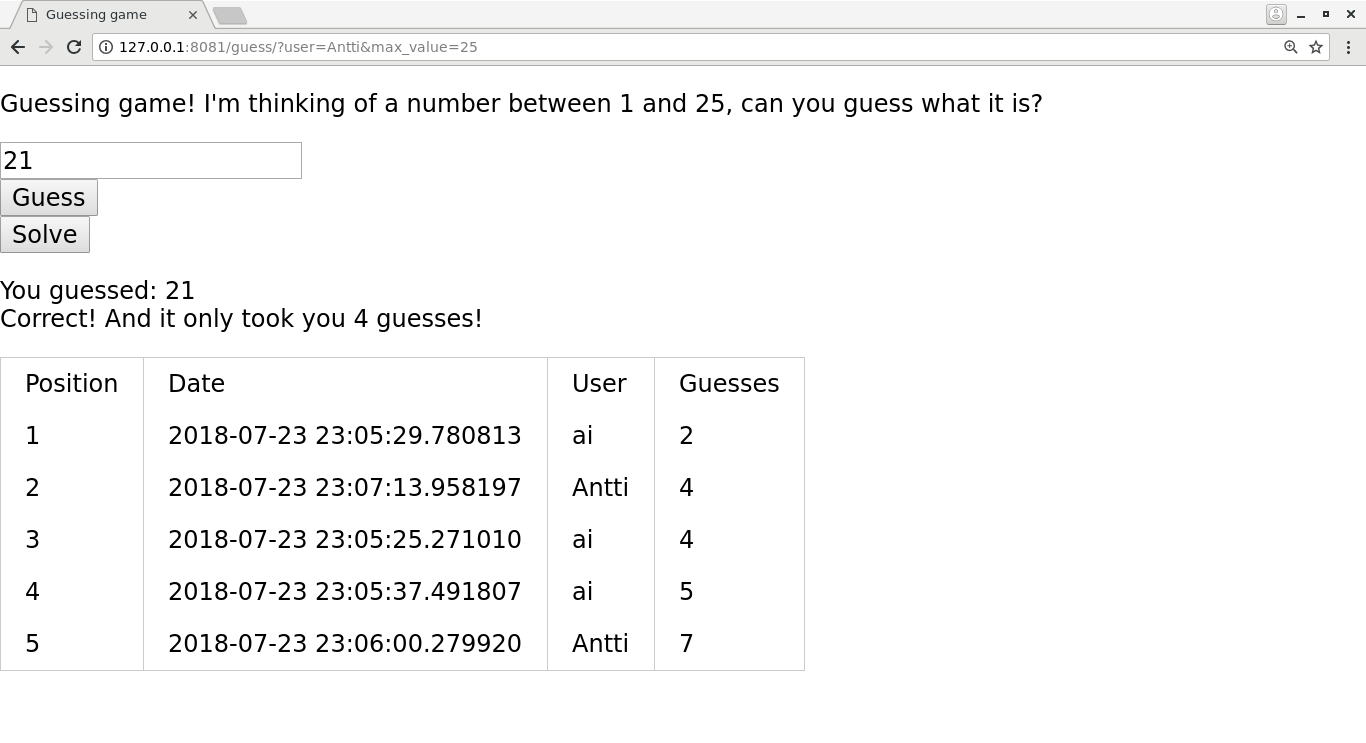 Guessing game
127.0.0.1:8081/guess/?user=Antti&max_value=25
Guessing game! I'm thinking of a number between 1 and 25, can you guess what it is?
21
Guess
Solve
You guessed: 21
Correct! And it only took you 4 guesses!
Position Date User Guesses
1 2018-07-23 23:05:29.780813 ai 2
2 2018-07-23 23:07:13.958197 Antti 4
3 2018-07-23 23:05:25.271010 ai 4
4 2018-07-23 23:05:37.491807 ai 5
5 2018-07-23 23:06:00.279920 Antti 7